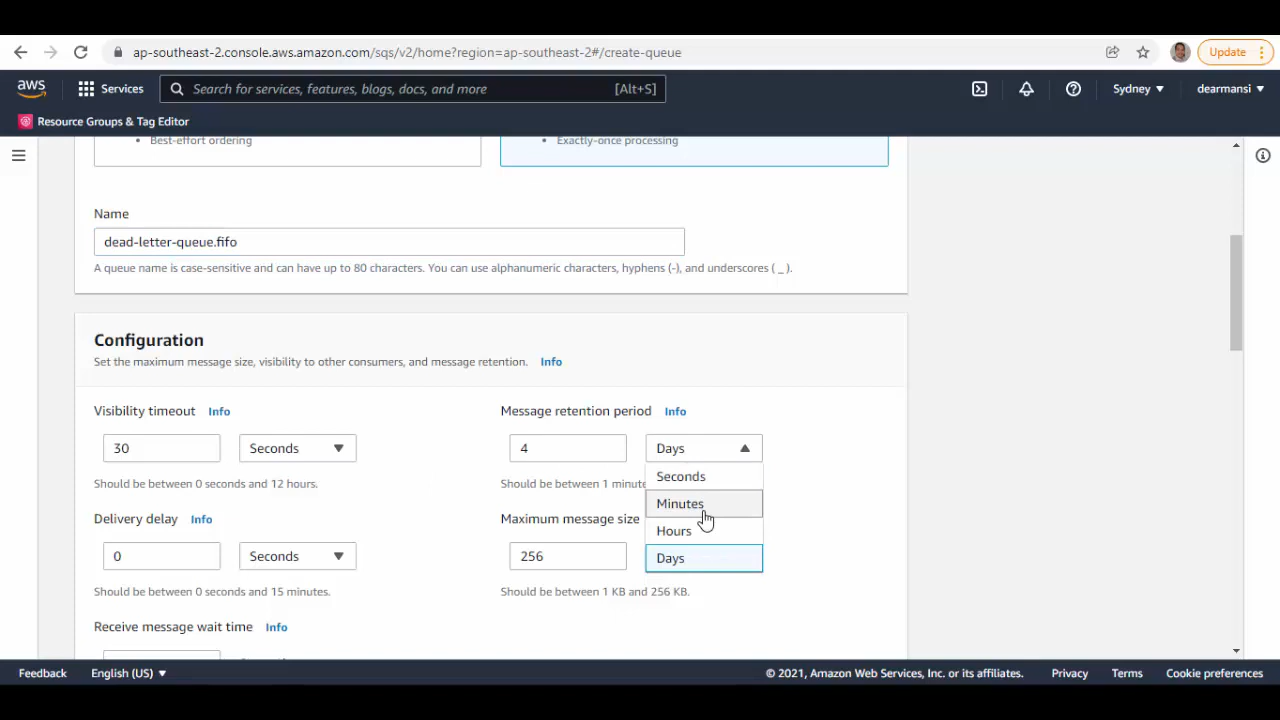 ap-southeast-2.console.aws.amazon.com/sqs/v2/home?region=ap-southeast-2#/create-queue
Update
aws
Services
Search for services, features, blogs, docs, and more
[Alt+S]
Sydney
dearmansi
Resource Groups & Tag Editor
• Best-effort ordering
• Exactly-once processing
Name
dead-letter-queue.fifo
A queue name is case-sensitive and can have up to 80 characters. You can use alphanumeric characters, hyphens (-), and underscores ( _ ).
Configuration
Set the maximum message size, visibility to other consumers, and message retention. Info
Visibility timeout Info
Message retention period Info
30
Seconds
4
Days
Should be between 0 seconds and 12 hours.
Should be between 1 minute
Seconds
Minutes
Hours
Days
Delivery delay Info
Maximum message size
0
Seconds
256
Should be between 0 seconds and 15 minutes.
Should be between 1 KB and 256 KB.
Receive message wait time Info
Feedback
English (US)
© 2021, Amazon Web Services, Inc. or its affiliates.
Privacy
Terms
Cookie preferences